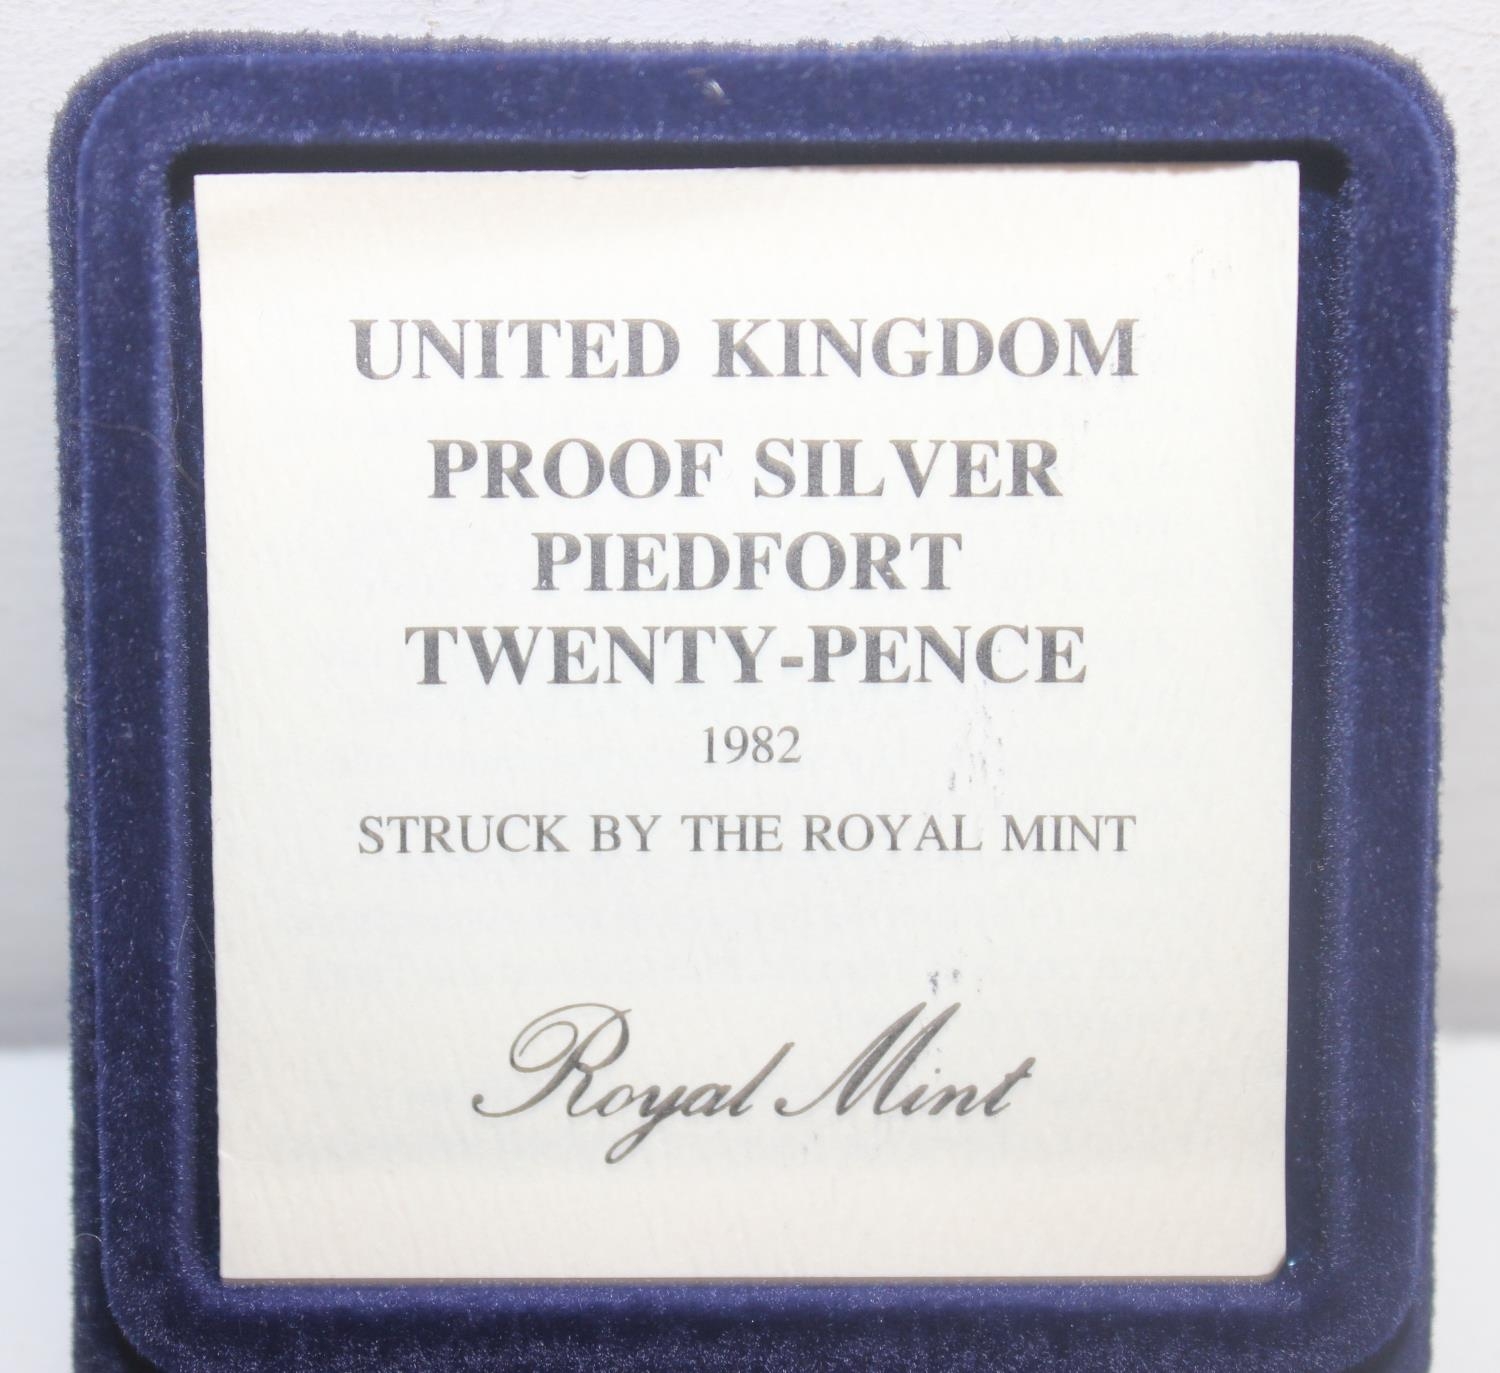 UNITED KINGDOM
PROOF SILVER
PIEDFORT
TWENTY-PENCE
1982
STRUCK BY THE ROYAL MINT
Royal Mint